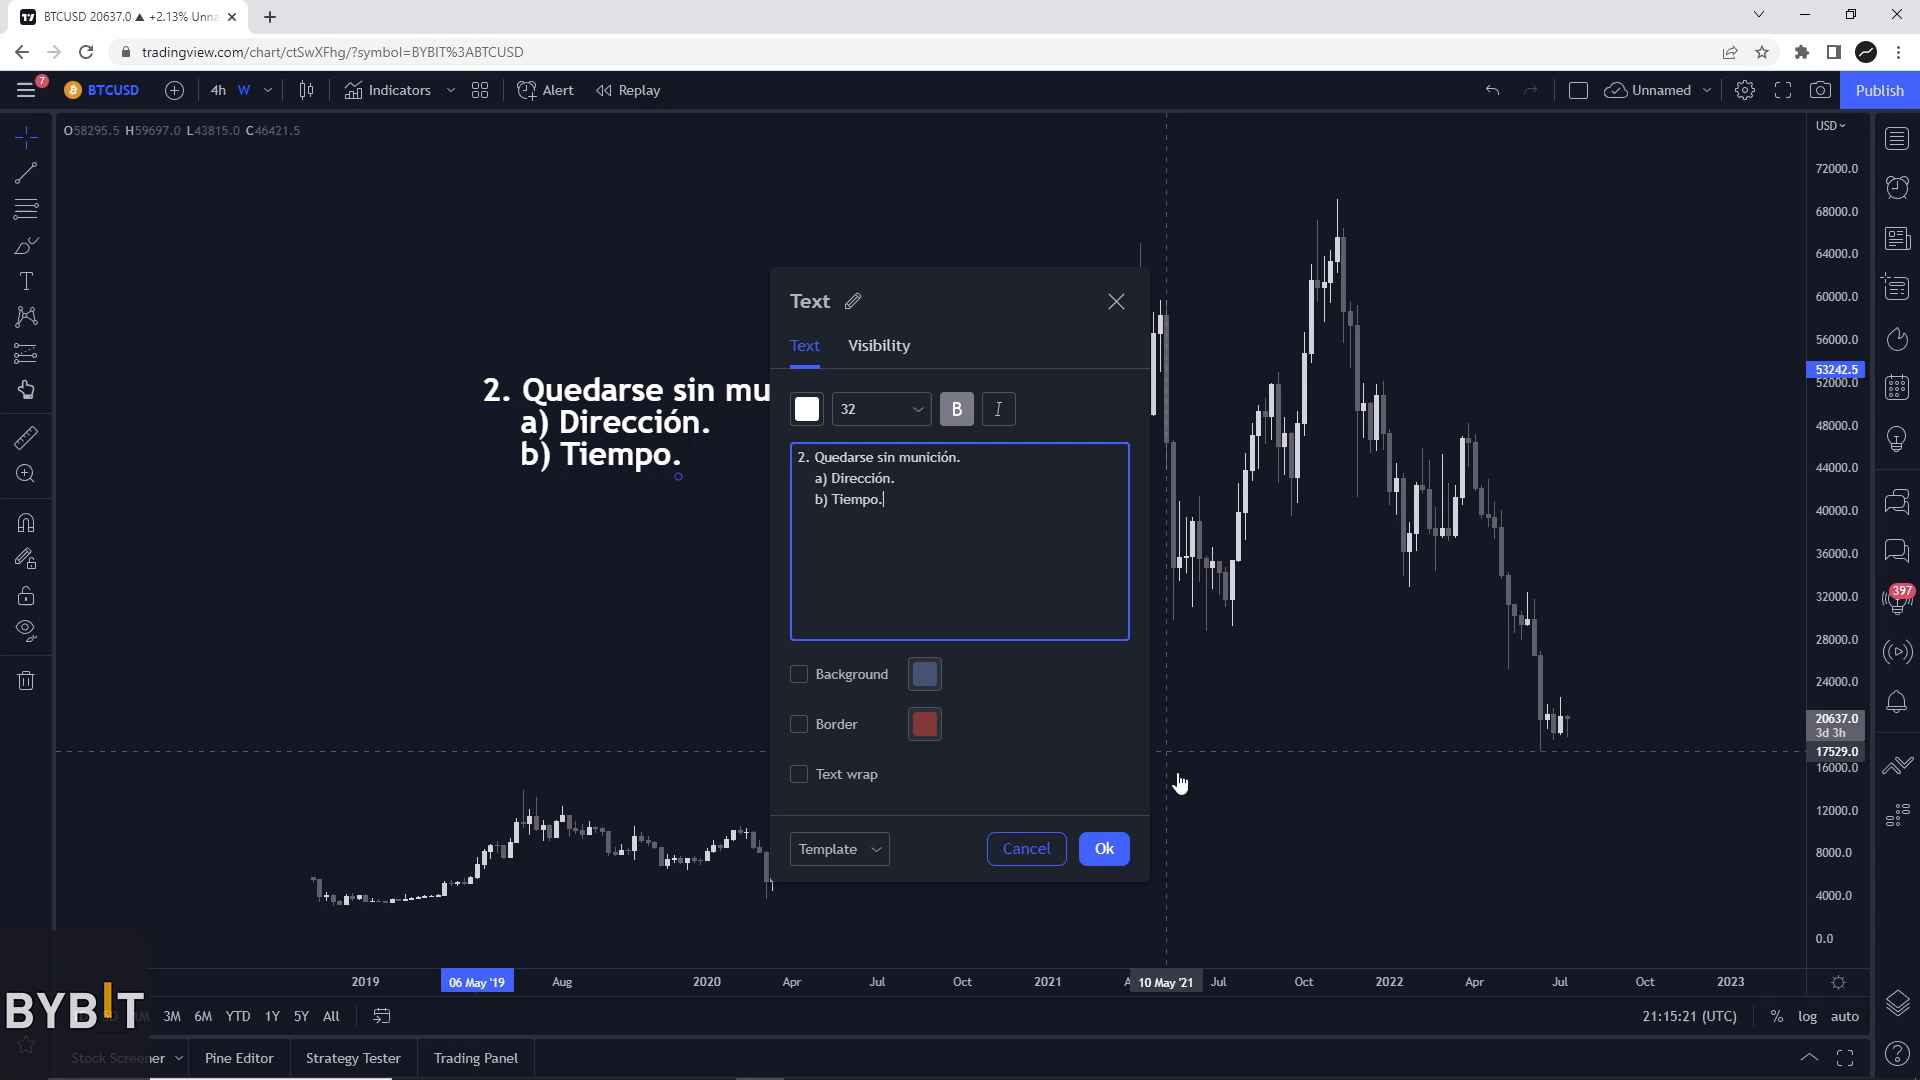 BTCUSD 20637.0 ▲ +2.13% Unna
tradingview.com/chart/ctSwXFhg/?symbol=BYBIT%3ABTCUSD
7
BTCUSD
4h W
Indicators
Alert
Replay
Unnamed
Publish
O58295.5 H59697.0 L43815.0 C46421.5
USD
72000.0
68000.0
64000.0
60000.0
56000.0
53242.5
52000.0
48000.0
44000.0
40000.0
36000.0
32000.0
28000.0
24000.0
20637.0
3d 3h
17529.0
16000.0
12000.0
8000.0
4000.0
0.0
397
2. Quedarse sin mu
a) Dirección.
b) Tiempo.
Text
Text Visibility
32 B I
2. Quedarse sin munición.
a) Dirección.
b) Tiempo.
Background
Border
Text wrap
Template
Cancel
Ok
2019 06 May '19 Aug 2020 Apr Jul Oct 2021 A 10 May '21 Jul Oct 2022 Apr Jul Oct 2023
BYBIT
1M 3M 6M YTD 1Y 5Y All
21:15:21 (UTC) % log auto
Stock Screener Pine Editor Strategy Tester Trading Panel